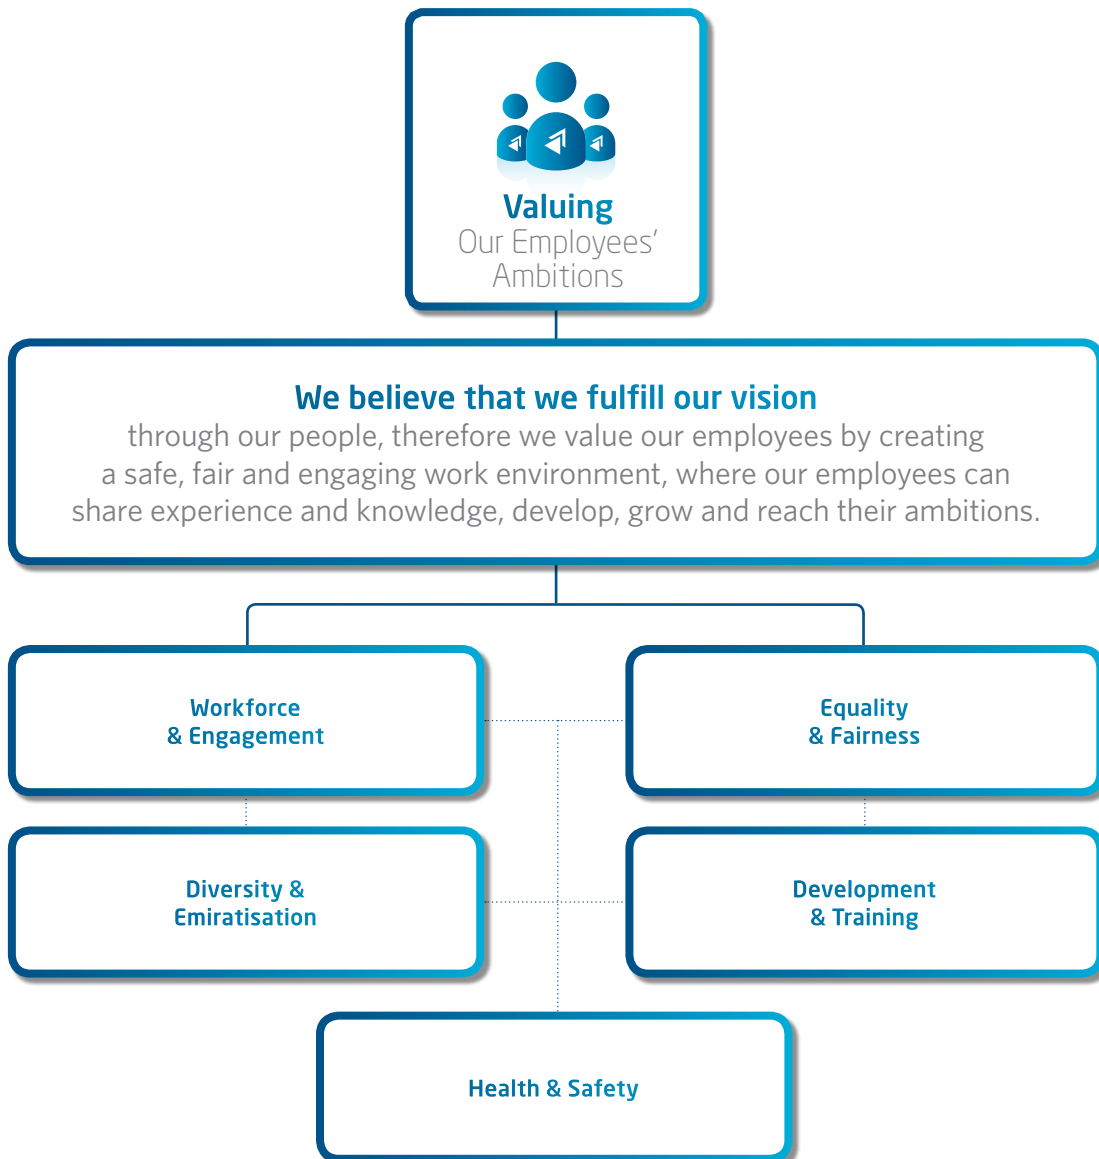 Valuing
Our Employees’
Ambitions
We believe that we fulfill our vision
through our people, therefore we value our employees by creating
a safe, fair and engaging work environment, where our employees can
share experience and knowledge, develop, grow and reach their ambitions.
Workforce
& Engagement
Equality
& Fairness
Diversity &
Emiratisation
Development
& Training
Health & Safety